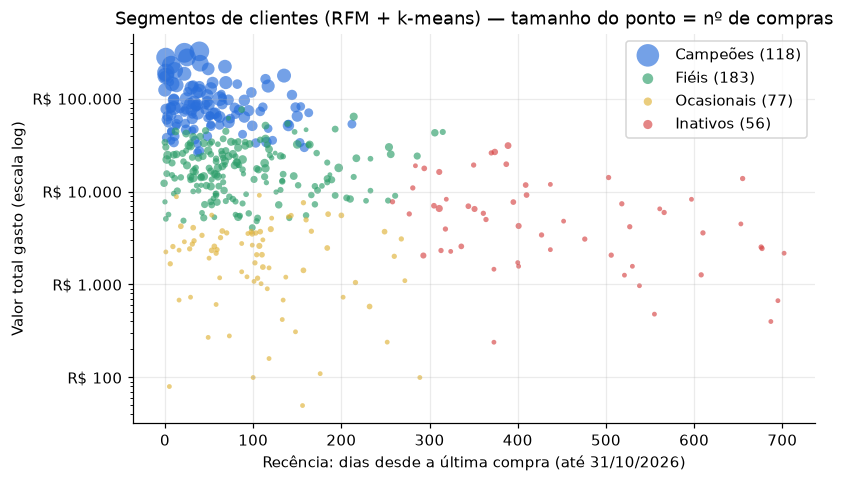 Segmentos de clientes (RFM + k-means) — tamanho do ponto = nº de compras
Campeões (118)
Fiéis (183)
Ocasionais (77)
Inativos (56)
Valor total gasto (escala log)
R$ 100.000
R$ 10.000
R$ 1.000
R$ 100
0 100 200 300 400 500 600 700
Recência: dias desde a última compra (até 31/10/2026)